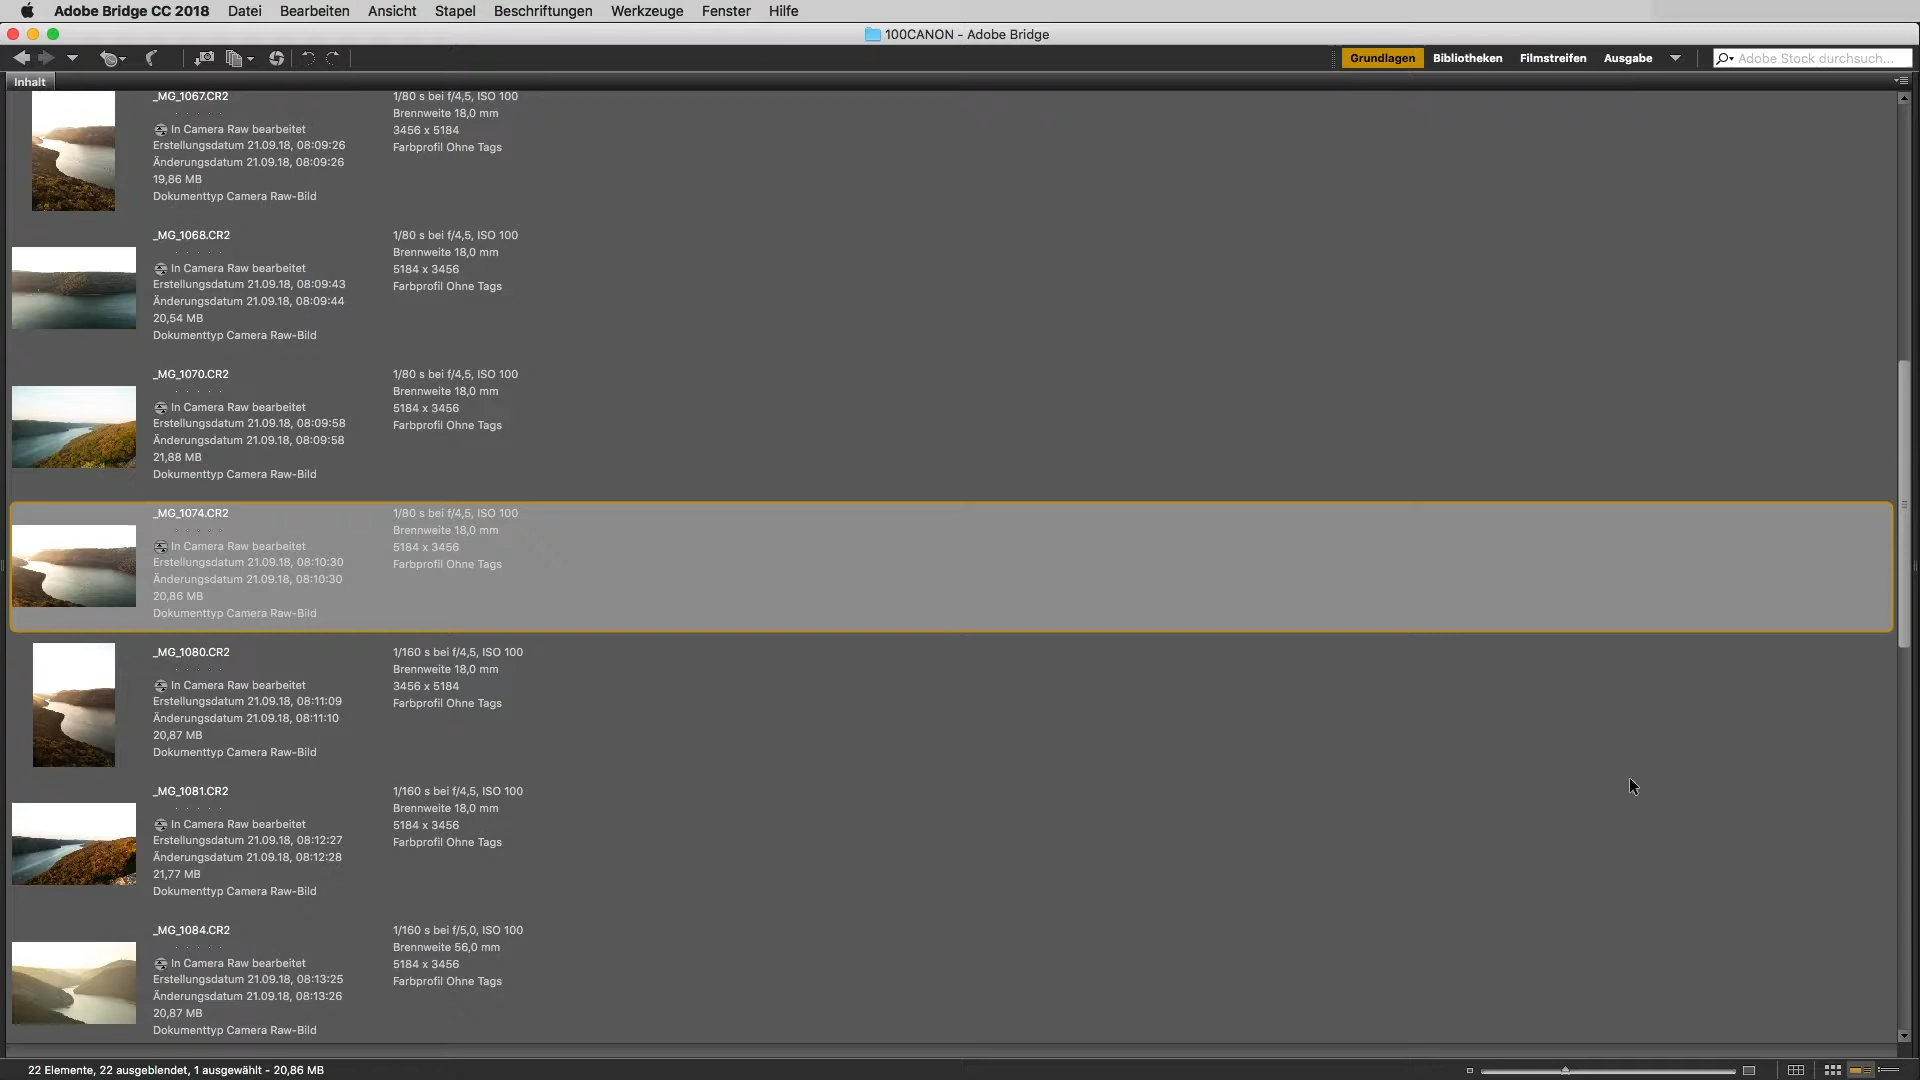 Adobe Bridge CC 2018 Datei Bearbeiten Ansicht Stapel Beschriftungen Werkzeuge Fenster Hilfe
100CANON - Adobe Bridge
Grundlagen Bibliotheken Filmstreifen Ausgabe Adobe Stock durchsuch...
Inhalt
_MG_1067.CR2 1/80 s bei f/4,5, ISO 100
Brennweite 18,0 mm
In Camera Raw bearbeitet 3456 x 5184
Erstellungsdatum 21.09.18, 08:09:26 Farbprofil Ohne Tags
Änderungsdatum 21.09.18, 08:09:26
19,86 MB
Dokumenttyp Camera Raw-Bild
_MG_1068.CR2 1/80 s bei f/4,5, ISO 100
Brennweite 18,0 mm
In Camera Raw bearbeitet 5184 x 3456
Erstellungsdatum 21.09.18, 08:09:43 Farbprofil Ohne Tags
Änderungsdatum 21.09.18, 08:09:44
20,54 MB
Dokumenttyp Camera Raw-Bild
_MG_1070.CR2 1/80 s bei f/4,5, ISO 100
Brennweite 18,0 mm
In Camera Raw bearbeitet 5184 x 3456
Erstellungsdatum 21.09.18, 08:09:58 Farbprofil Ohne Tags
Änderungsdatum 21.09.18, 08:09:58
21,88 MB
Dokumenttyp Camera Raw-Bild
_MG_1074.CR2 1/80 s bei f/4,5, ISO 100
Brennweite 18,0 mm
In Camera Raw bearbeitet 5184 x 3456
Erstellungsdatum 21.09.18, 08:10:30 Farbprofil Ohne Tags
Änderungsdatum 21.09.18, 08:10:30
20,86 MB
Dokumenttyp Camera Raw-Bild
_MG_1080.CR2 1/160 s bei f/4,5, ISO 100
Brennweite 18,0 mm
In Camera Raw bearbeitet 3456 x 5184
Erstellungsdatum 21.09.18, 08:11:09 Farbprofil Ohne Tags
Änderungsdatum 21.09.18, 08:11:10
20,87 MB
Dokumenttyp Camera Raw-Bild
_MG_1081.CR2 1/160 s bei f/4,5, ISO 100
Brennweite 18,0 mm
In Camera Raw bearbeitet 5184 x 3456
Erstellungsdatum 21.09.18, 08:12:27 Farbprofil Ohne Tags
Änderungsdatum 21.09.18, 08:12:28
21,77 MB
Dokumenttyp Camera Raw-Bild
_MG_1084.CR2 1/160 s bei f/5,0, ISO 100
Brennweite 56,0 mm
In Camera Raw bearbeitet 5184 x 3456
Erstellungsdatum 21.09.18, 08:13:25 Farbprofil Ohne Tags
Änderungsdatum 21.09.18, 08:13:26
20,87 MB
Dokumenttyp Camera Raw-Bild
22 Elemente, 22 ausgeblendet, 1 ausgewählt - 20,86 MB